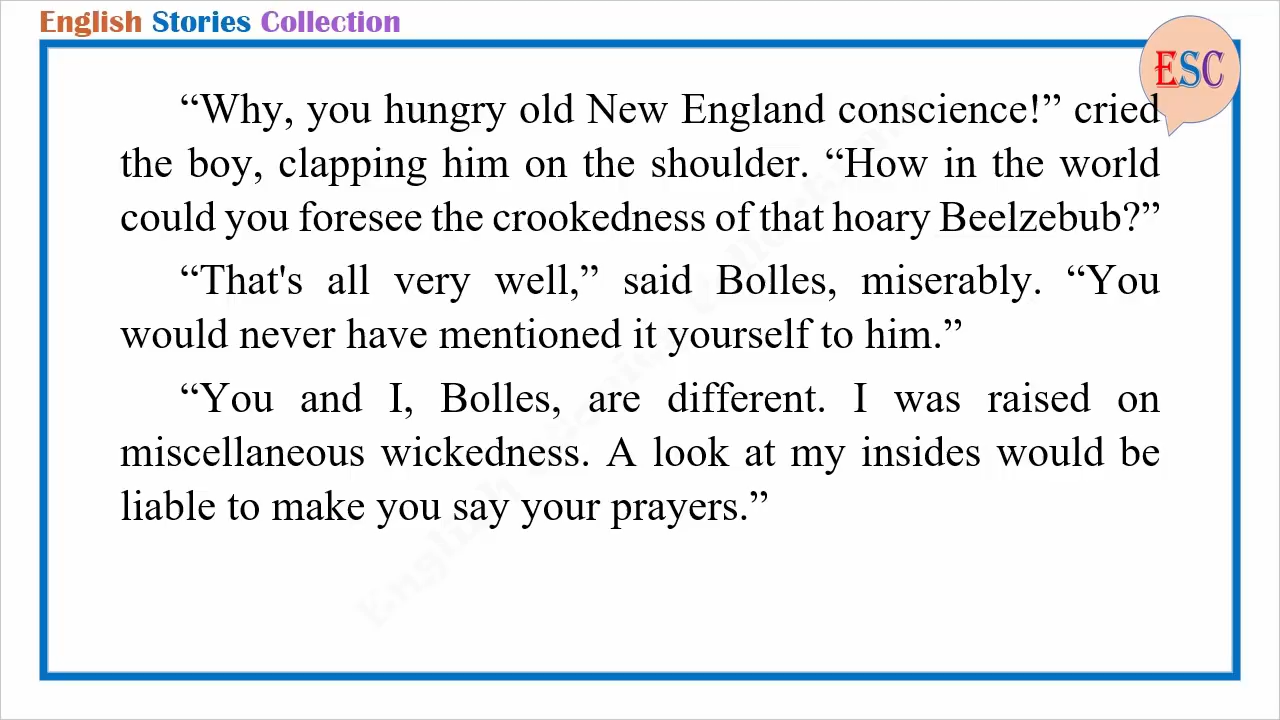 English Stories Collection
ESC
“Why, you hungry old New England conscience!” cried
the boy, clapping him on the shoulder. “How in the world
could you foresee the crookedness of that hoary Beelzebub?”
“That's all very well,” said Bolles, miserably. “You
would never have mentioned it yourself to him.”
“You and I, Bolles, are different. I was raised on
miscellaneous wickedness. A look at my insides would be
liable to make you say your prayers.”